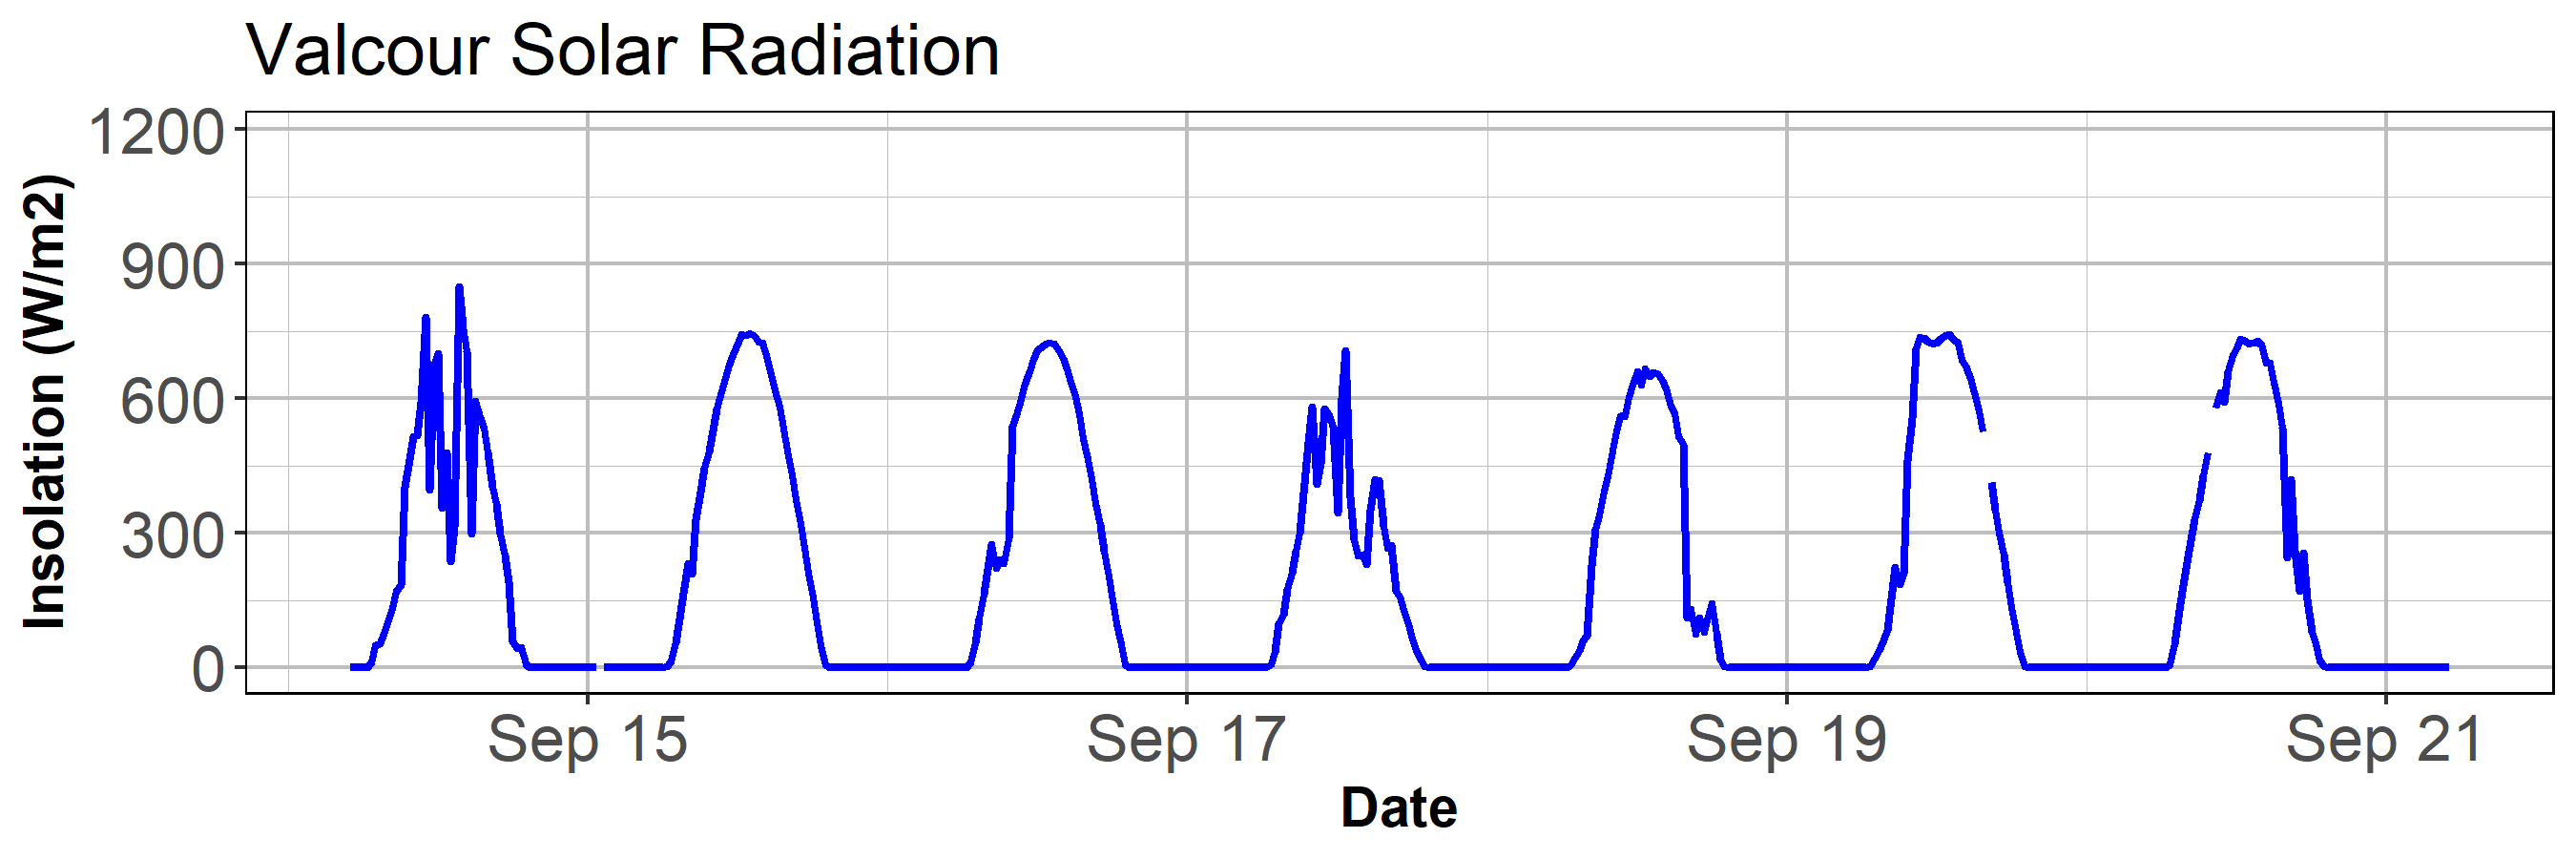 Valcour Solar Radiation
1200
900
600
300
0
Insolation (W/m2)
Sep 15
Sep 17
Sep 19
Sep 21
Date